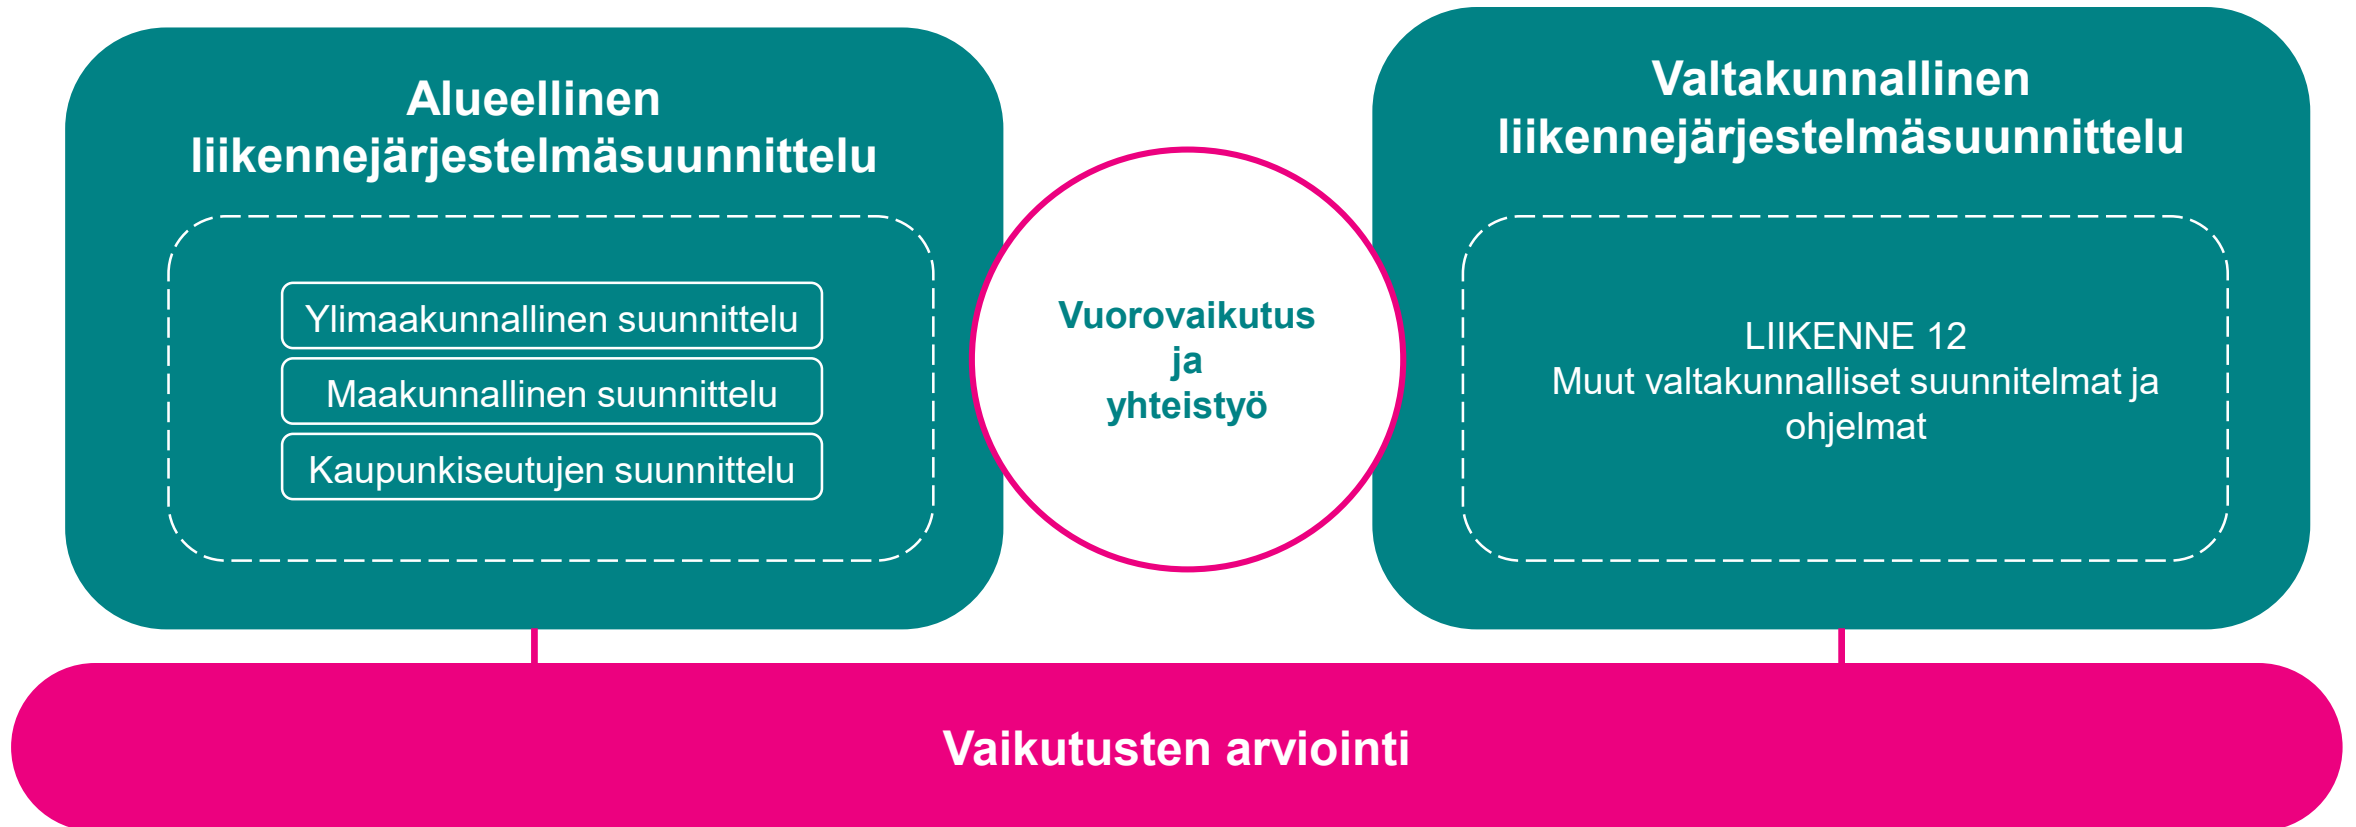 Alueellinen
liikennejärjestelmäsuunnittelu
Ylimaakunnallinen suunnittelu
Maakunnallinen suunnittelu
Kaupunkiseutujen suunnittelu
Vuorovaikutus
ja
yhteistyö
Valtakunnallinen
liikennejärjestelmäsuunnittelu
LIIKENNE 12
Muut valtakunnalliset suunnitelmat ja
ohjelmat
Vaikutusten arviointi